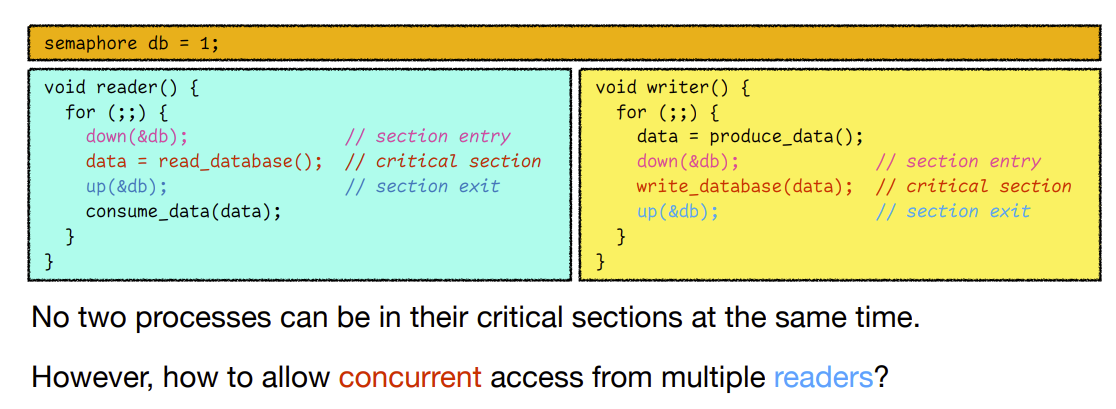 semaphore db = 1;
void reader() {
for (;;) {
down(&db); // section entry
data = read_database(); // critical section
up(&db); // section exit
consume_data(data);
}
}
void writer() {
for (;;) {
data = produce_data();
down(&db); // section entry
write_database(data); // critical section
up(&db); // section exit
}
}
No two processes can be in their critical sections at the same time.
However, how to allow concurrent access from multiple readers?